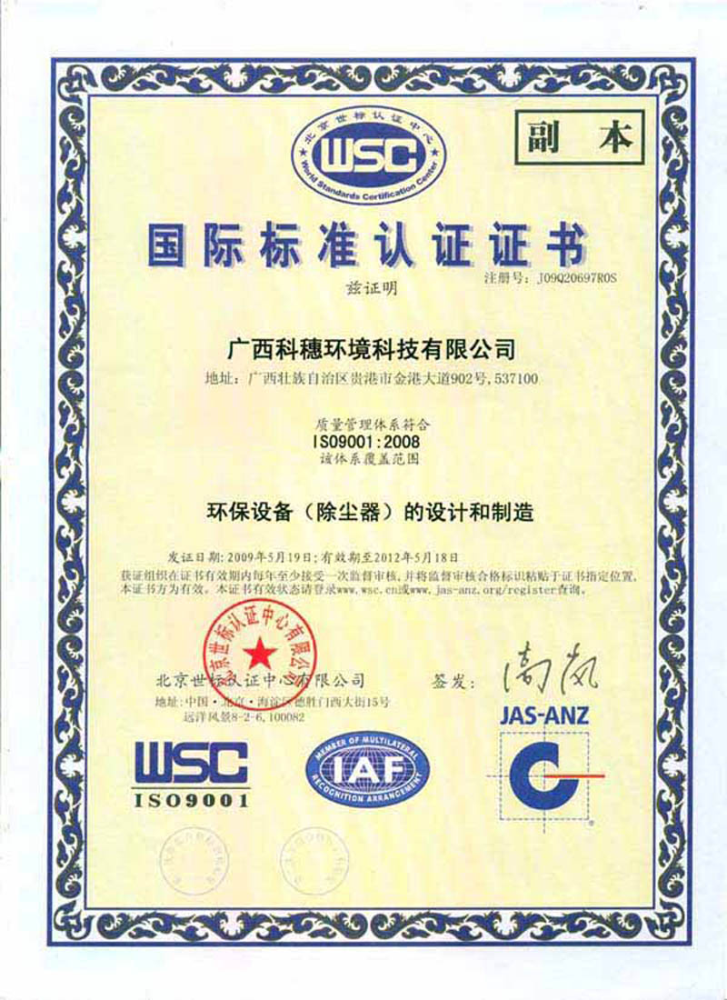 北京世标认证中心
WSC
World Standards Certification Center
副 本
国际标准认证证书
注册号：J09Q20697R0S
兹证明
广西科穗环境科技有限公司
地址：广西壮族自治区贵港市金港大道902号,537100
质量管理体系符合
ISO9001:2008
该体系覆盖范围
环保设备（除尘器）的设计和制造
发证日期:2009年5月19日;有效期至2012年5月18日
获证组织在证书有效期内每年至少接受一次监督审核,并将监督审核合格标识粘贴于证书指定位置,
本证书方为有效。本证书有效状态请登录www.wsc.cn或www.jas-anz.org/register查询。
北京世标认证中心有限公司
北京世标认证中心有限公司
签发：
高岚
地址:中国·北京·海淀区德胜门西大街15号
远洋风景8-2-6,100082
JAS-ANZ
WSC
ISO9001
MEMBER OF MULTILATERAL
IAF
RECOGNITION ARRANGEMENT
®